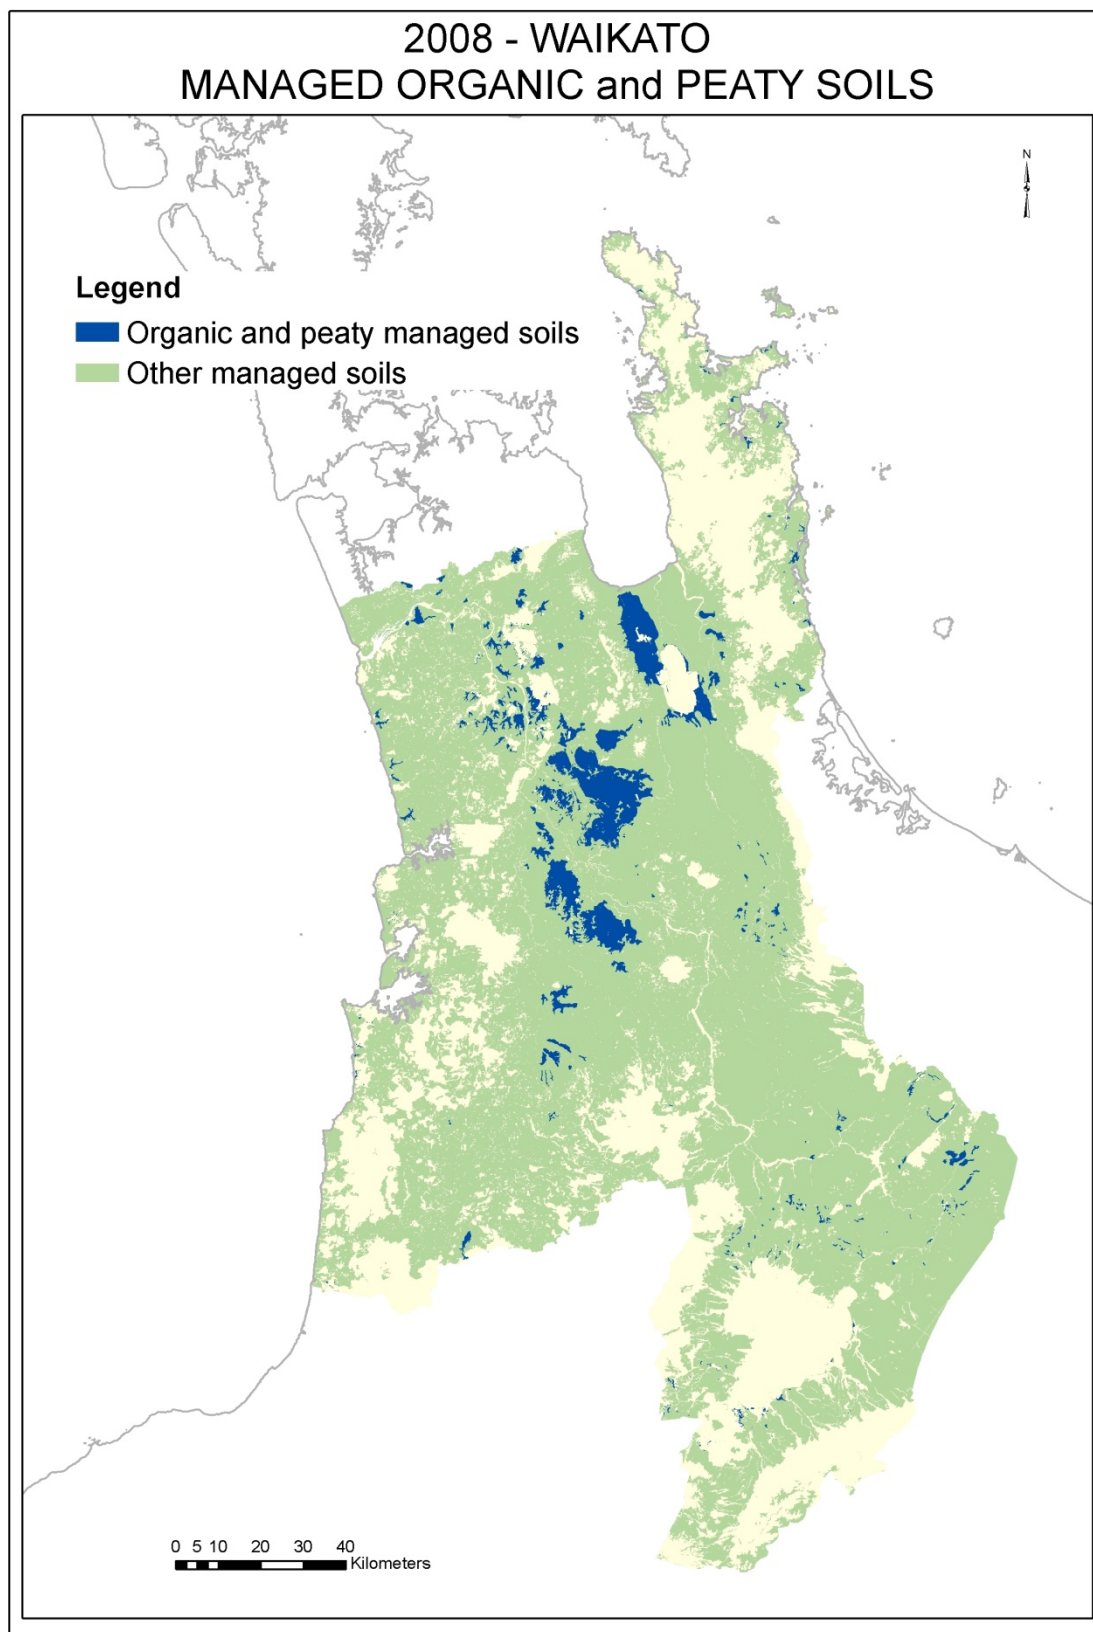 2008 - WAIKATO
MANAGED ORGANIC and PEATY SOILS
N
Legend
Organic and peaty managed soils
Other managed soils
0 5 10 20 30 40
Kilometers